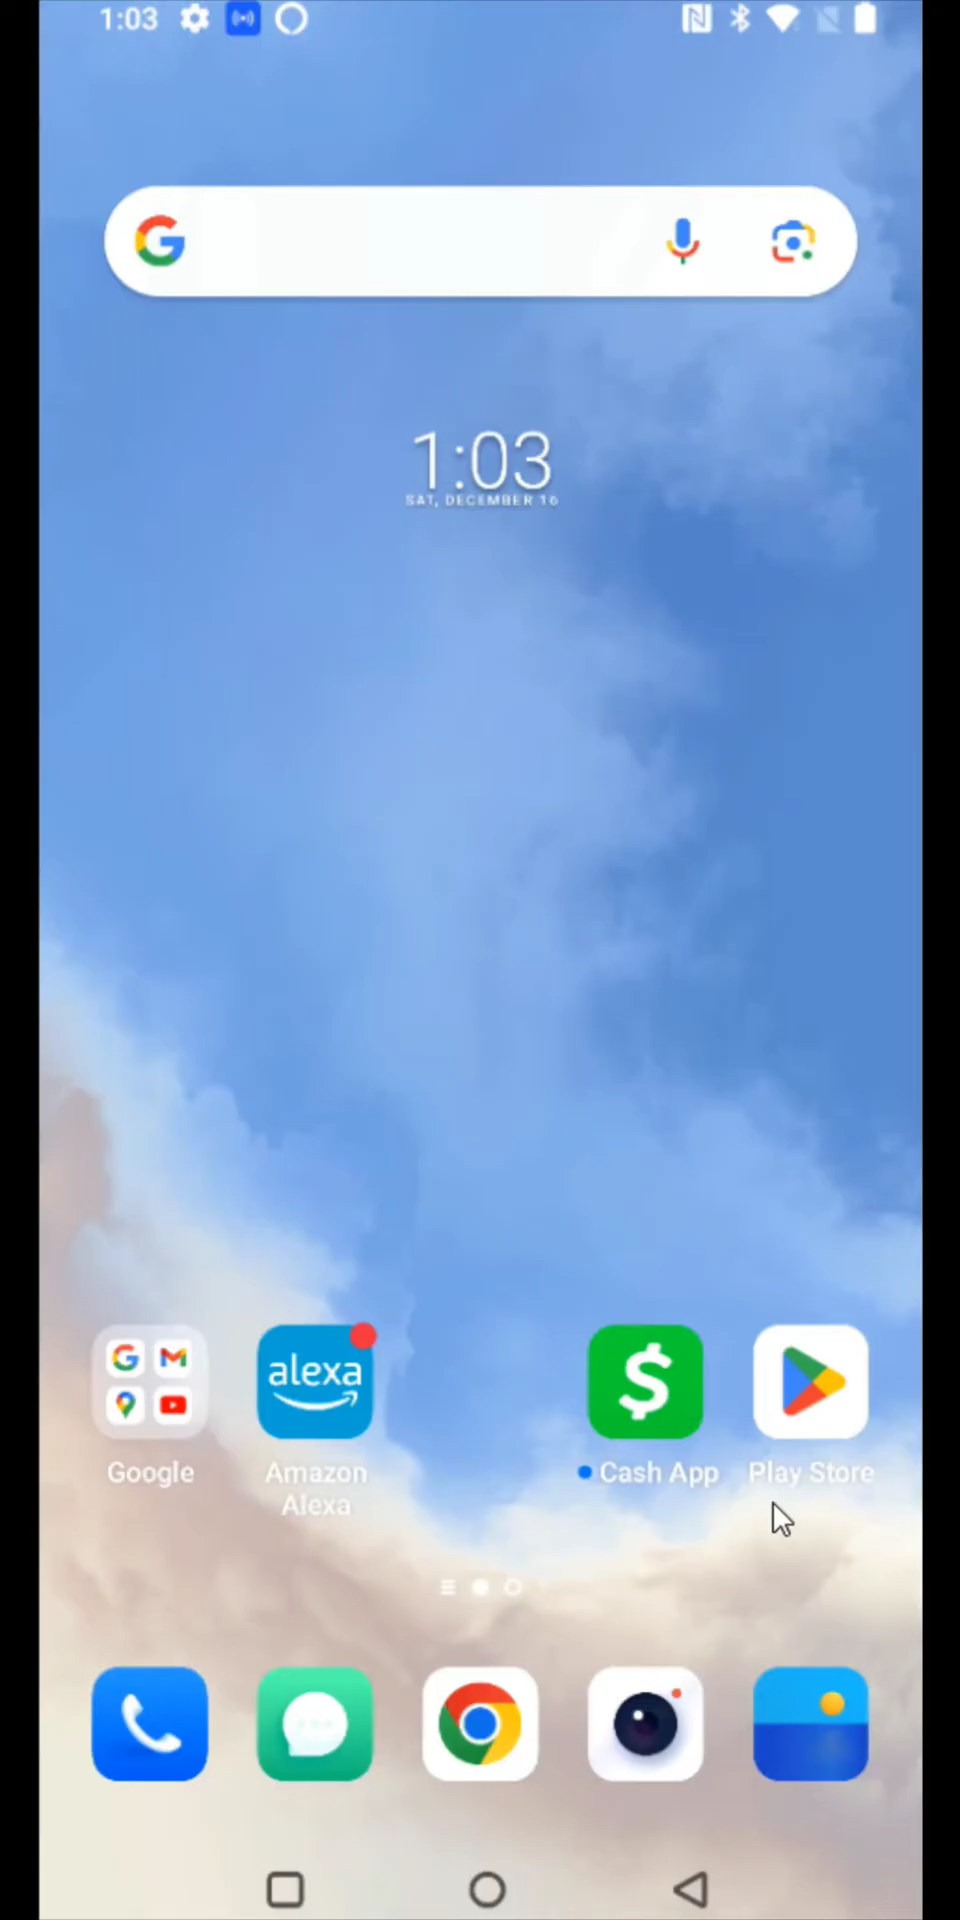 1:03
1:03
SAT, DECEMBER 16
alexa
$
Google
Amazon
Alexa
Cash App
Play Store